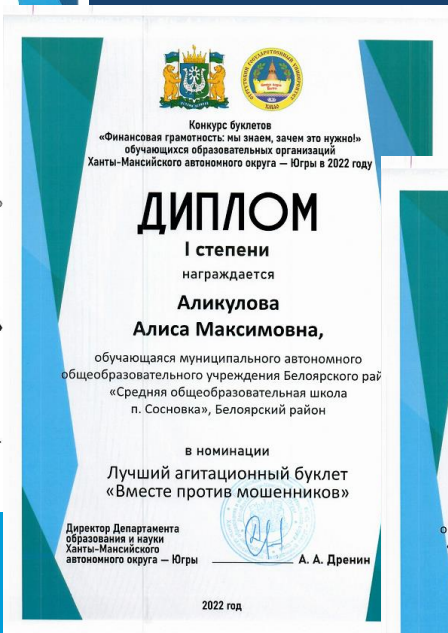 Конкурс буклетов
«Финансовая грамотность: мы знаем, зачем это нужно!»
обучающихся образовательных организаций
Ханты-Мансийского автономного округа — Югры в 2022 году
ДИПЛОМ
I степени
награждается
Аликулова
Алиса Максимовна,
обучающаяся муниципального автономного
общеобразовательного учреждения Белоярского рай
«Средняя общеобразовательная школа
п. Сосновка», Белоярский район
в номинации
Лучший агитационный буклет
«Вместе против мошенников»
Директор Департамента
образования и науки
Ханты-Мансийского
автономного округа — Югры
А. А. Дренин
2022 год